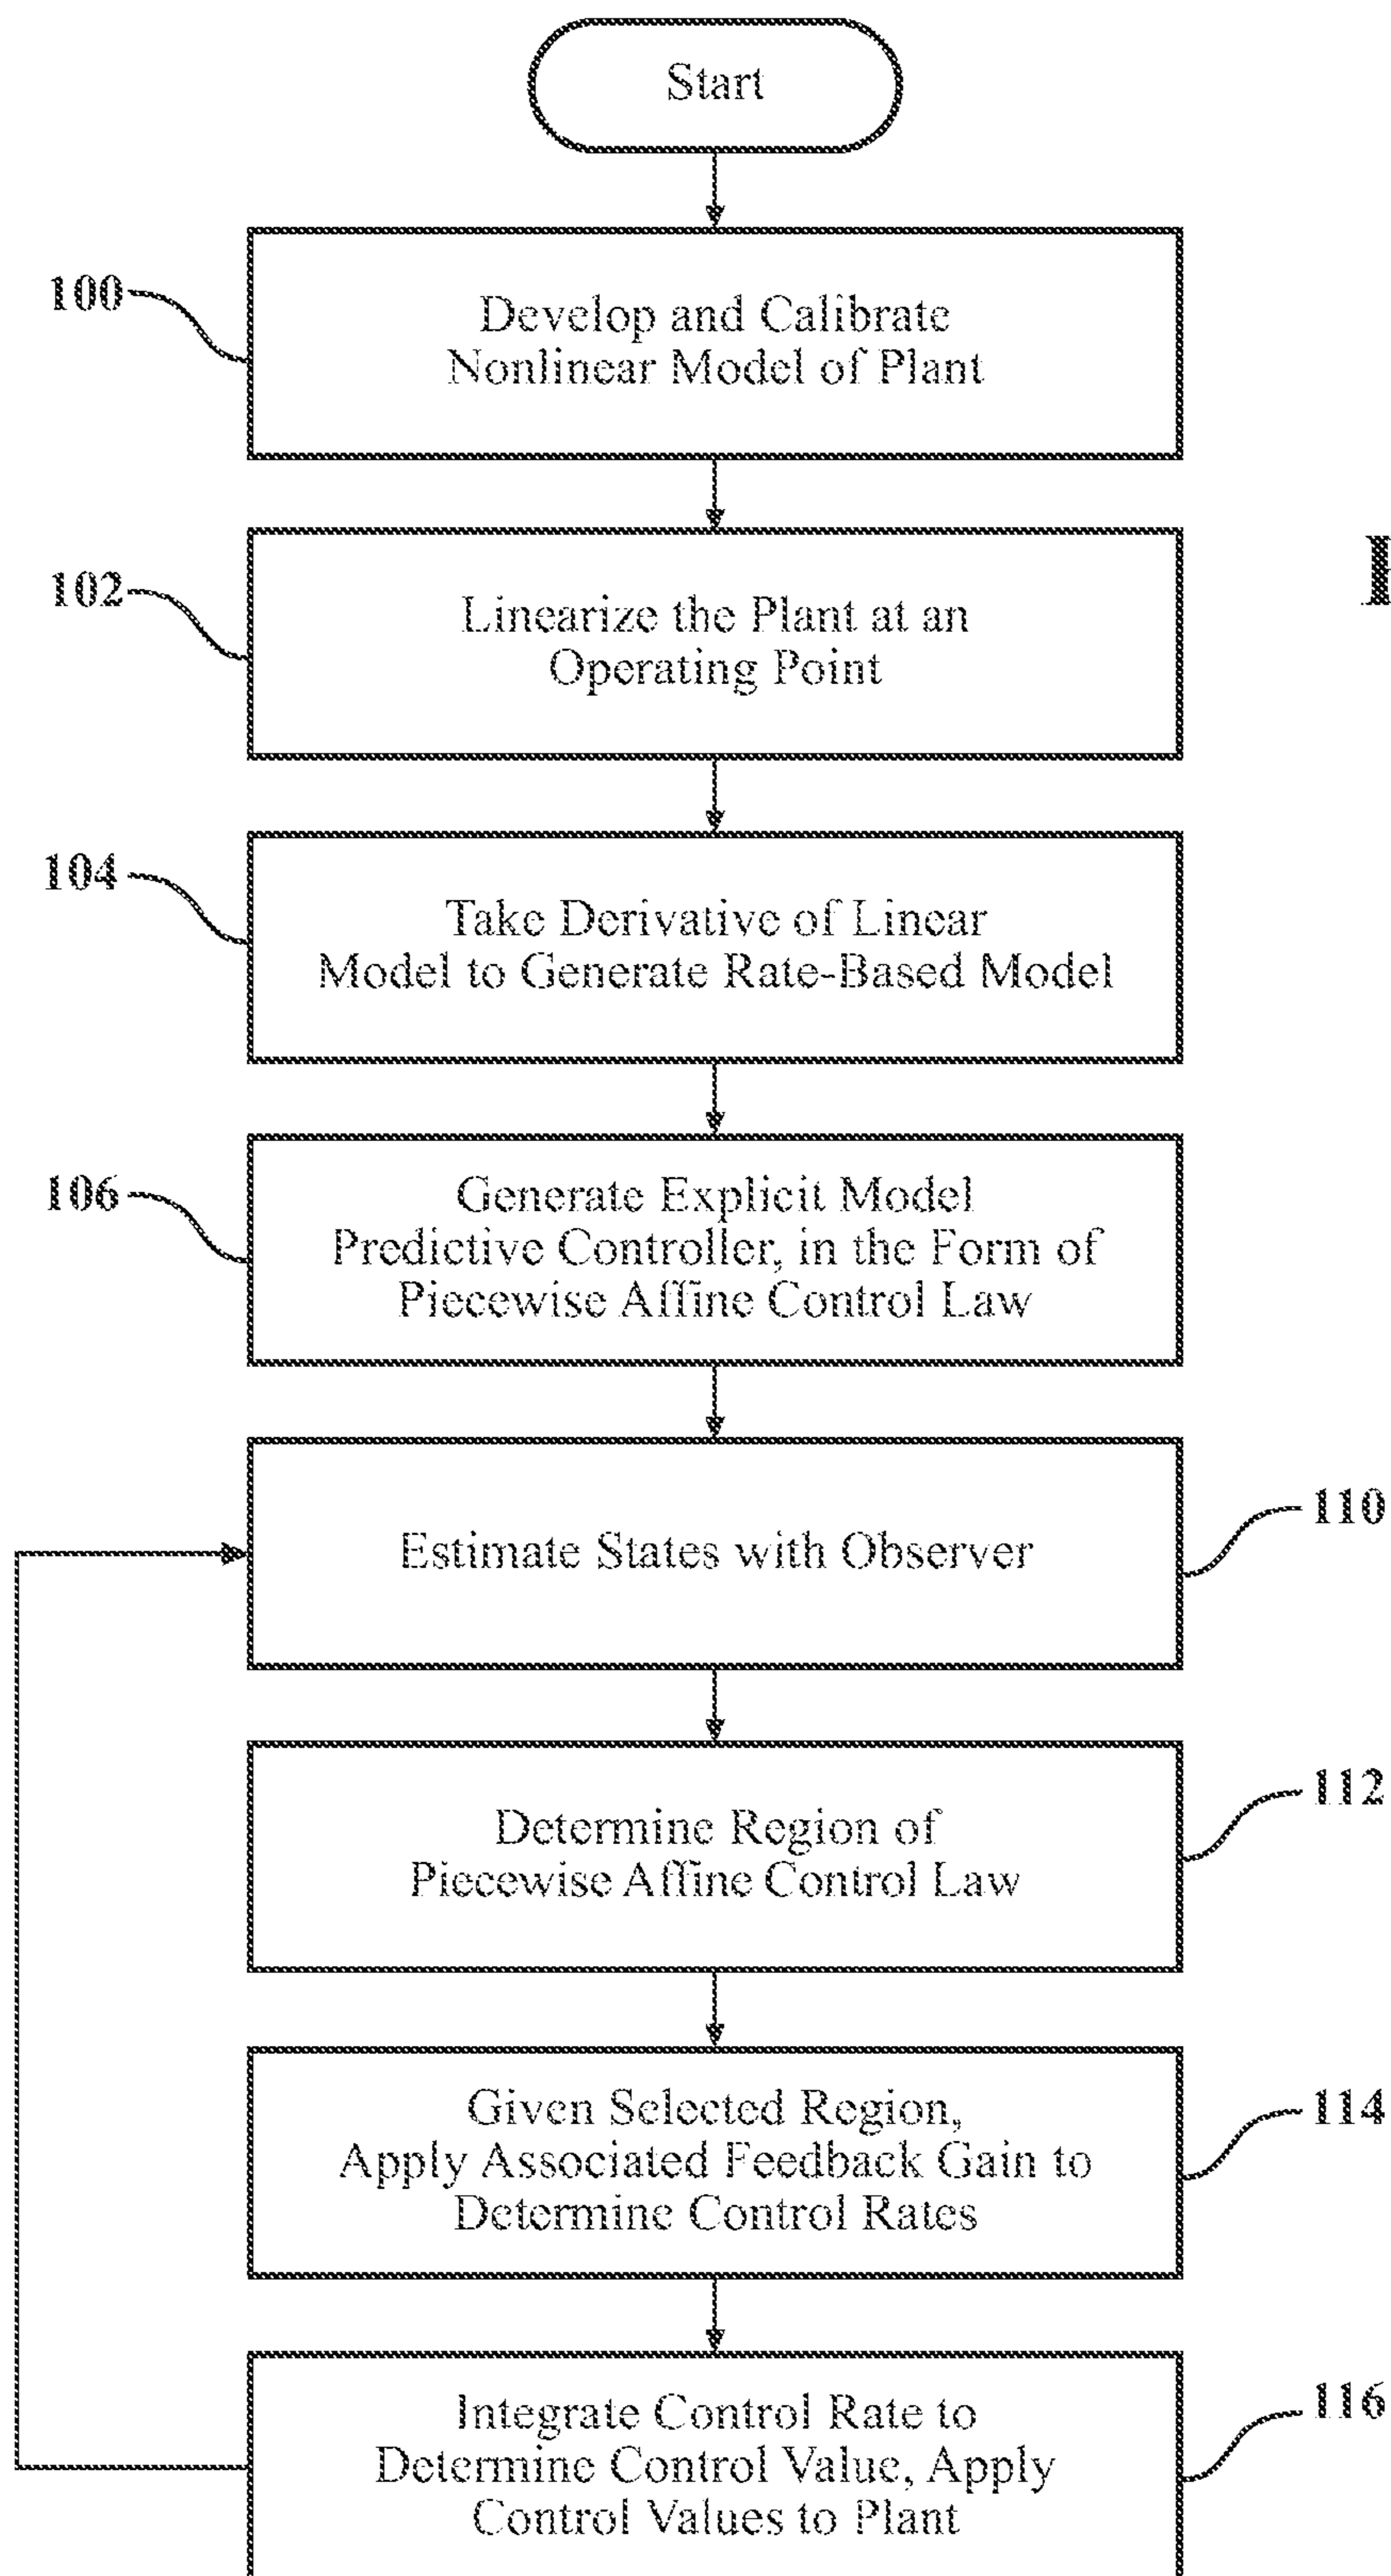 Start
100
Develop and Calibrate
Nonlinear Model of Plant
102
Linearize the Plant at an
Operating Point
104
Take Derivative of Linear
Model to Generate Rate-Based Model
106
Generate Explicit Model
Predictive Controller, in the Form of
Piecewise Affine Control Law
Estimate States with Observer
110
Determine Region of
Piecewise Affine Control Law
112
Given Selected Region,
Apply Associated Feedback Gain to
Determine Control Rates
114
Integrate Control Rate to
Determine Control Value, Apply
Control Values to Plant
116